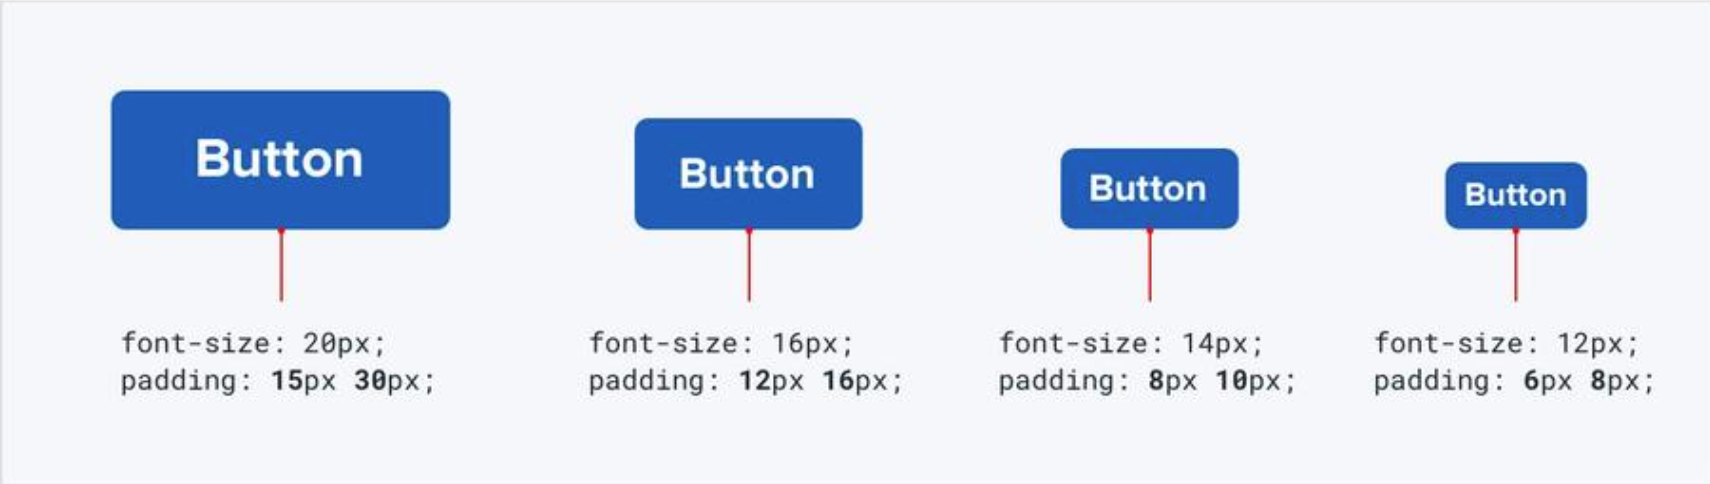 Button
Button
Button
Button
font-size: 20px;
padding: 15px 30px;
font-size: 16px;
padding: 12px 16px;
font-size: 14px;
padding: 8px 10px;
font-size: 12px;
padding: 6px 8px;